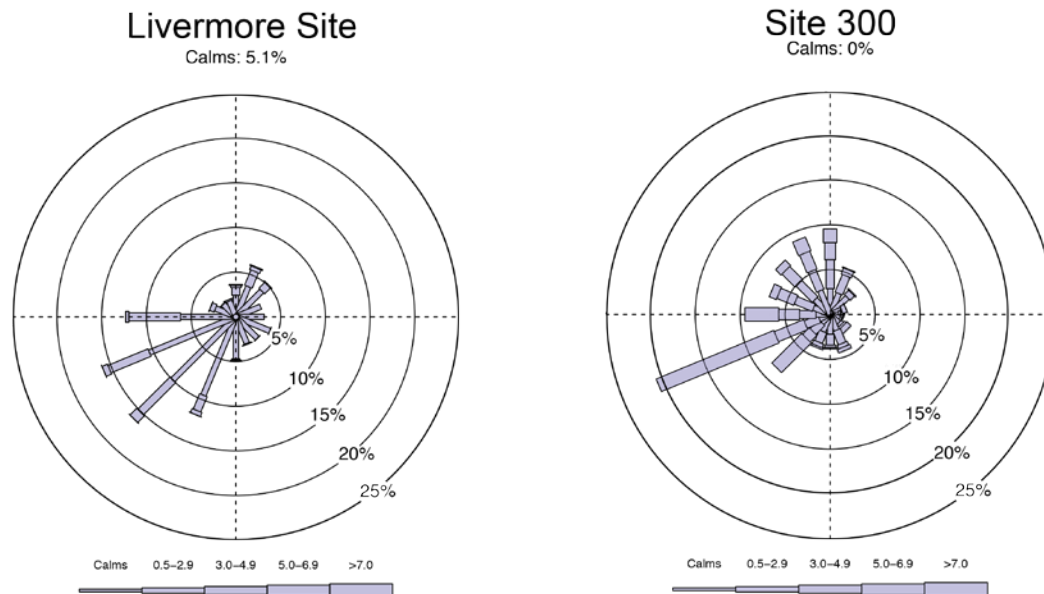 Livermore Site
Calms: 5.1%
5%
10%
15%
20%
25%
Calms 0.5–2.9 3.0–4.9 5.0–6.9 >7.0
Site 300
Calms: 0%
5%
10%
15%
20%
25%
Calms 0.5–2.9 3.0–4.9 5.0–6.9 >7.0